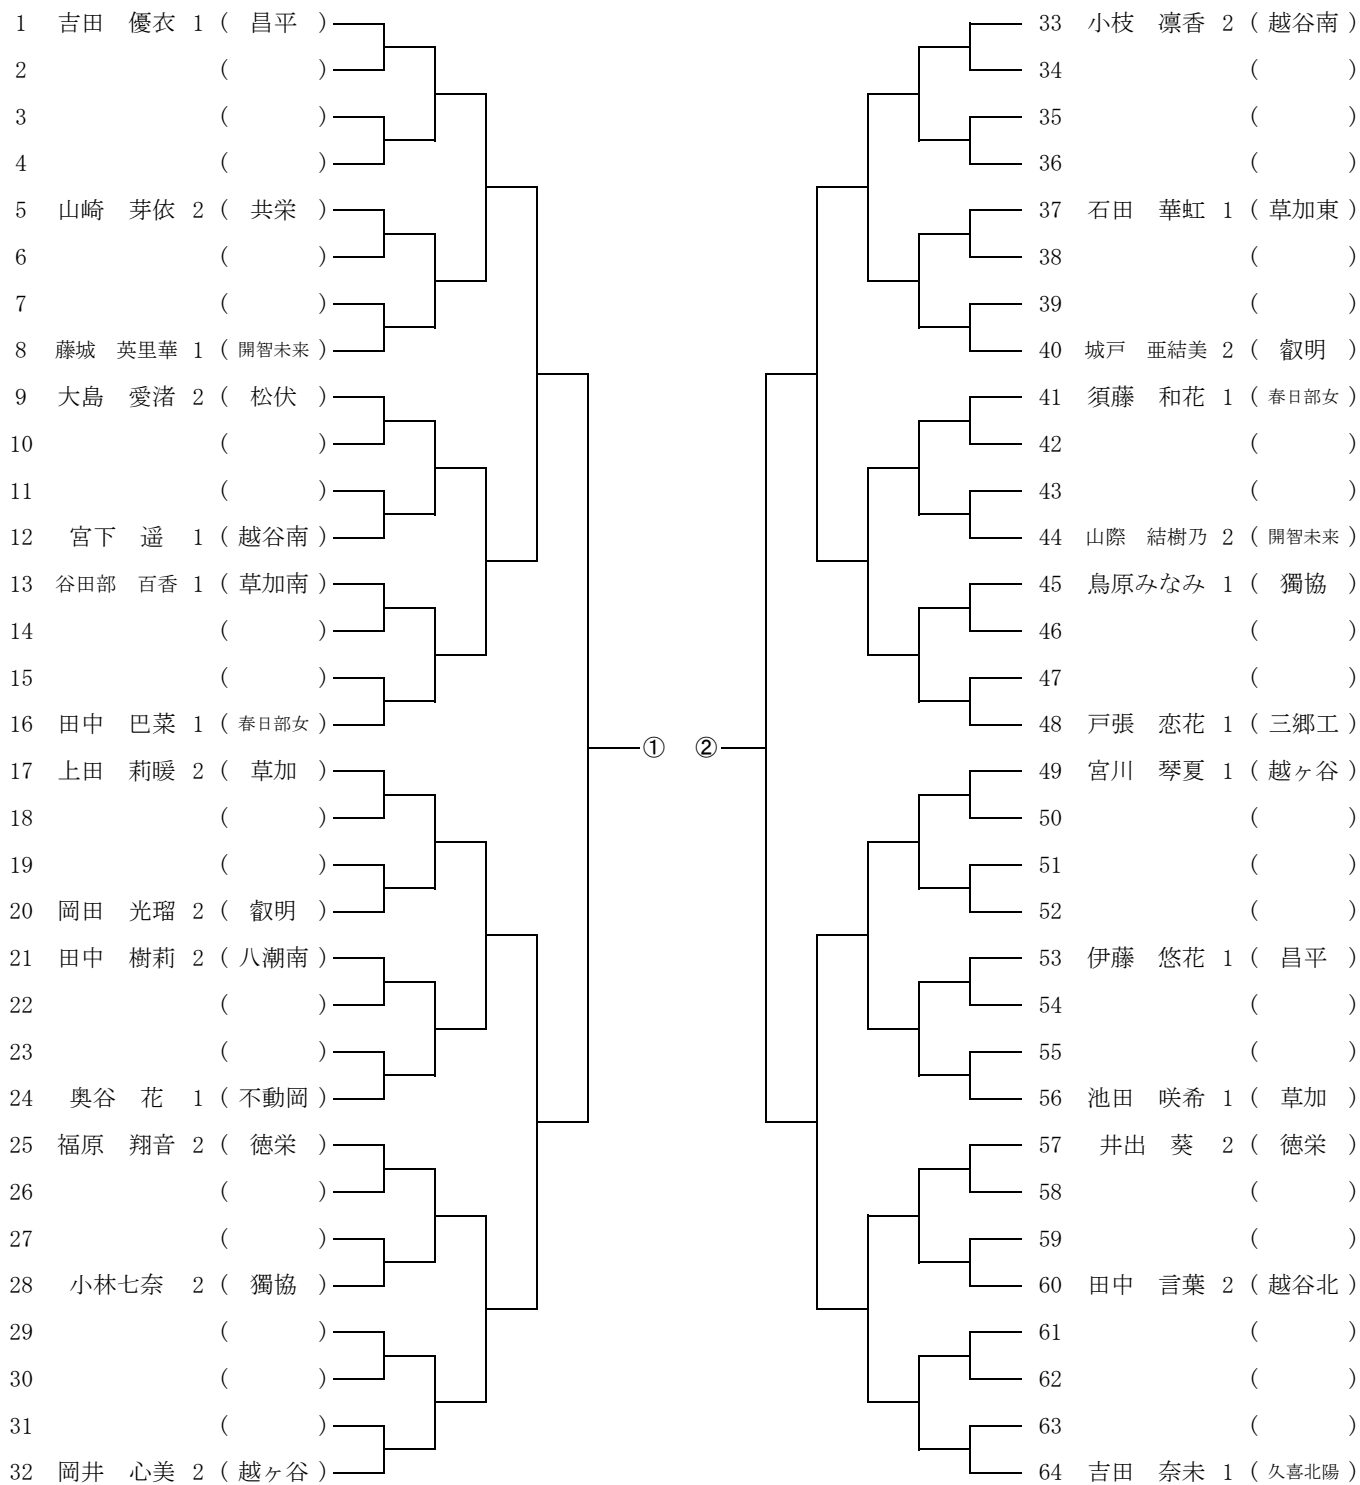 1 吉田 優衣 1 ( 昌平 )
2 ( )
3 ( )
4 ( )
5 山崎 芽依 2 ( 共栄 )
6 ( )
7 ( )
8 藤城 英里華 1 ( 開智未来 )
9 大島 愛渚 2 ( 松伏 )
10 ( )
11 ( )
12 宮下 遥 1 ( 越谷南 )
13 谷田部 百香 1 ( 草加南 )
14 ( )
15 ( )
16 田中 巴菜 1 ( 春日部女 )
17 上田 莉暖 2 ( 草加 )
18 ( )
19 ( )
20 岡田 光瑠 2 ( 叡明 )
21 田中 樹莉 2 ( 八潮南 )
22 ( )
23 ( )
24 奥谷 花 1 ( 不動岡 )
25 福原 翔音 2 ( 徳栄 )
26 ( )
27 ( )
28 小林七奈 2 ( 獨協 )
29 ( )
30 ( )
31 ( )
32 岡井 心美 2 ( 越ヶ谷 )
① ②
33 小枝 凛香 2 ( 越谷南 )
34 ( )
35 ( )
36 ( )
37 石田 華虹 1 ( 草加東 )
38 ( )
39 ( )
40 城戸 亜結美 2 ( 叡明 )
41 須藤 和花 1 ( 春日部女 )
42 ( )
43 ( )
44 山際 結樹乃 2 ( 開智未来 )
45 鳥原みなみ 1 ( 獨協 )
46 ( )
47 ( )
48 戸張 恋花 1 ( 三郷工 )
49 宮川 琴夏 1 ( 越ヶ谷 )
50 ( )
51 ( )
52 ( )
53 伊藤 悠花 1 ( 昌平 )
54 ( )
55 ( )
56 池田 咲希 1 ( 草加 )
57 井出 葵 2 ( 徳栄 )
58 ( )
59 ( )
60 田中 言葉 2 ( 越谷北 )
61 ( )
62 ( )
63 ( )
64 吉田 奈未 1 ( 久喜北陽 )